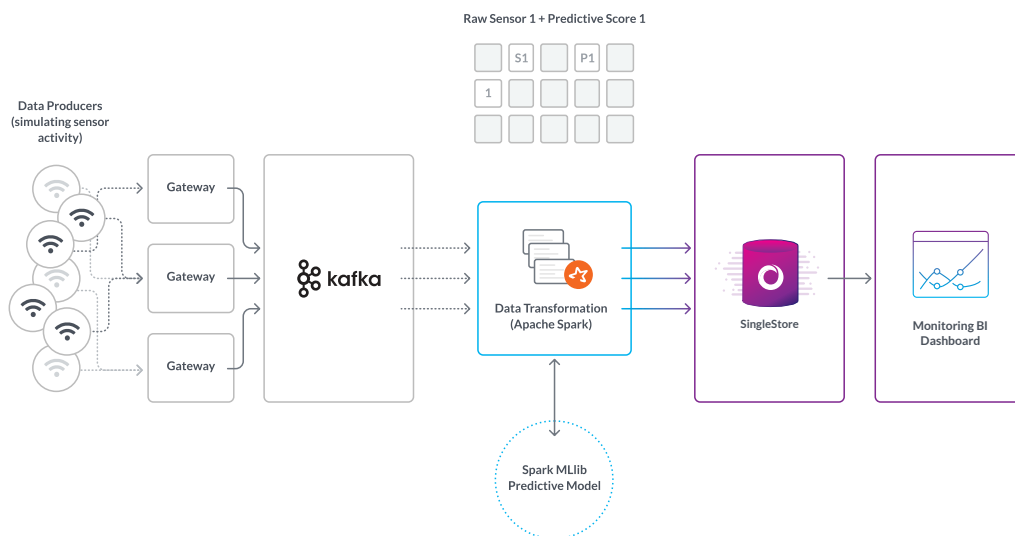 Raw Sensor 1 + Predictive Score 1
S1
P1
1
Data Producers
(simulating sensor
activity)
Gateway
Gateway
Gateway
kafka
Data Transformation
(Apache Spark)
SingleStore
Monitoring BI
Dashboard
Spark MLlib
Predictive Model